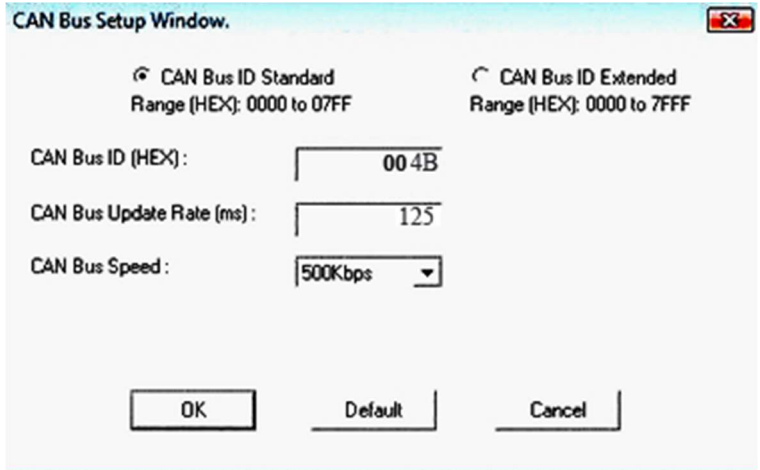 CAN Bus Setup Window.
CAN Bus ID Standard CAN Bus ID Extended
Range (HEX): 0000 to 07FF Range (HEX): 0000 to 7FFF
CAN Bus ID (HEX) : 004B
CAN Bus Update Rate (ms) : 125
CAN Bus Speed : 500Kbps
OK Default Cancel